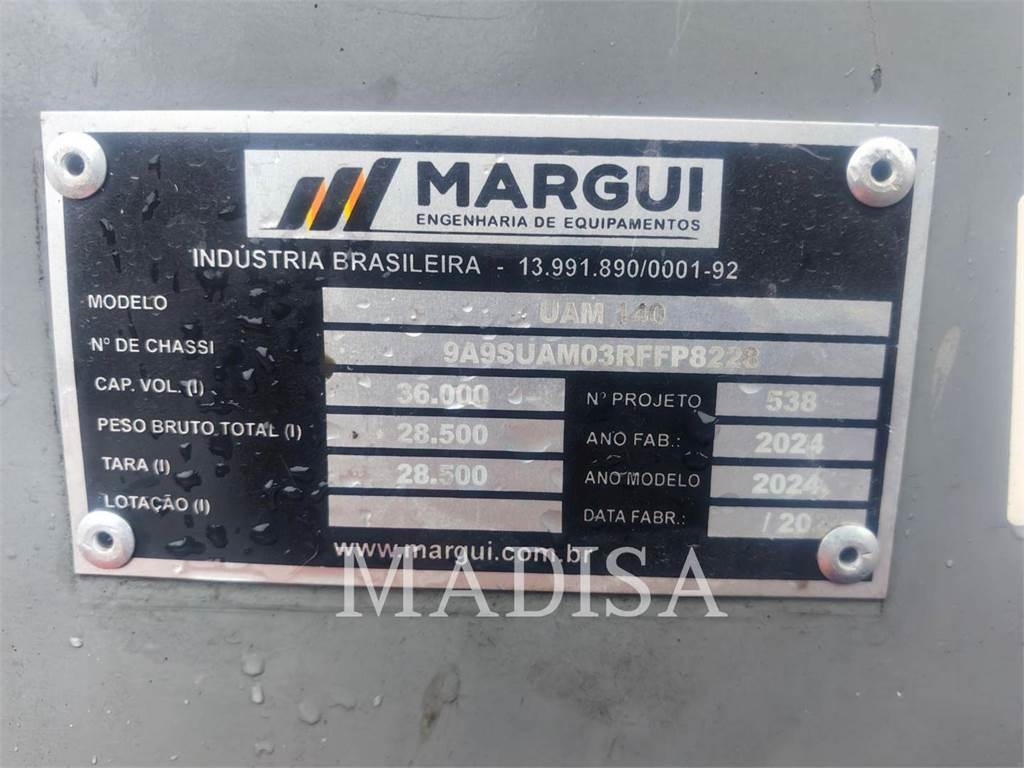 MARGUI
ENGENHARIA DE EQUIPAMENTOS
INDÚSTRIA BRASILEIRA - 13.991.890/0001-92
MODELO UAM 140
Nº DE CHASSI 9A9SUAM03RFFP8228
CAP. VOL. (l) 36.000 Nº PROJETO 538
PESO BRUTO TOTAL (l) 28.500 ANO FAB.: 2024
TARA (l) 28.500 ANO MODELO 2024
LOTAÇÃO (l) DATA FABR.: / 20
www.margui.com.br
MADISA